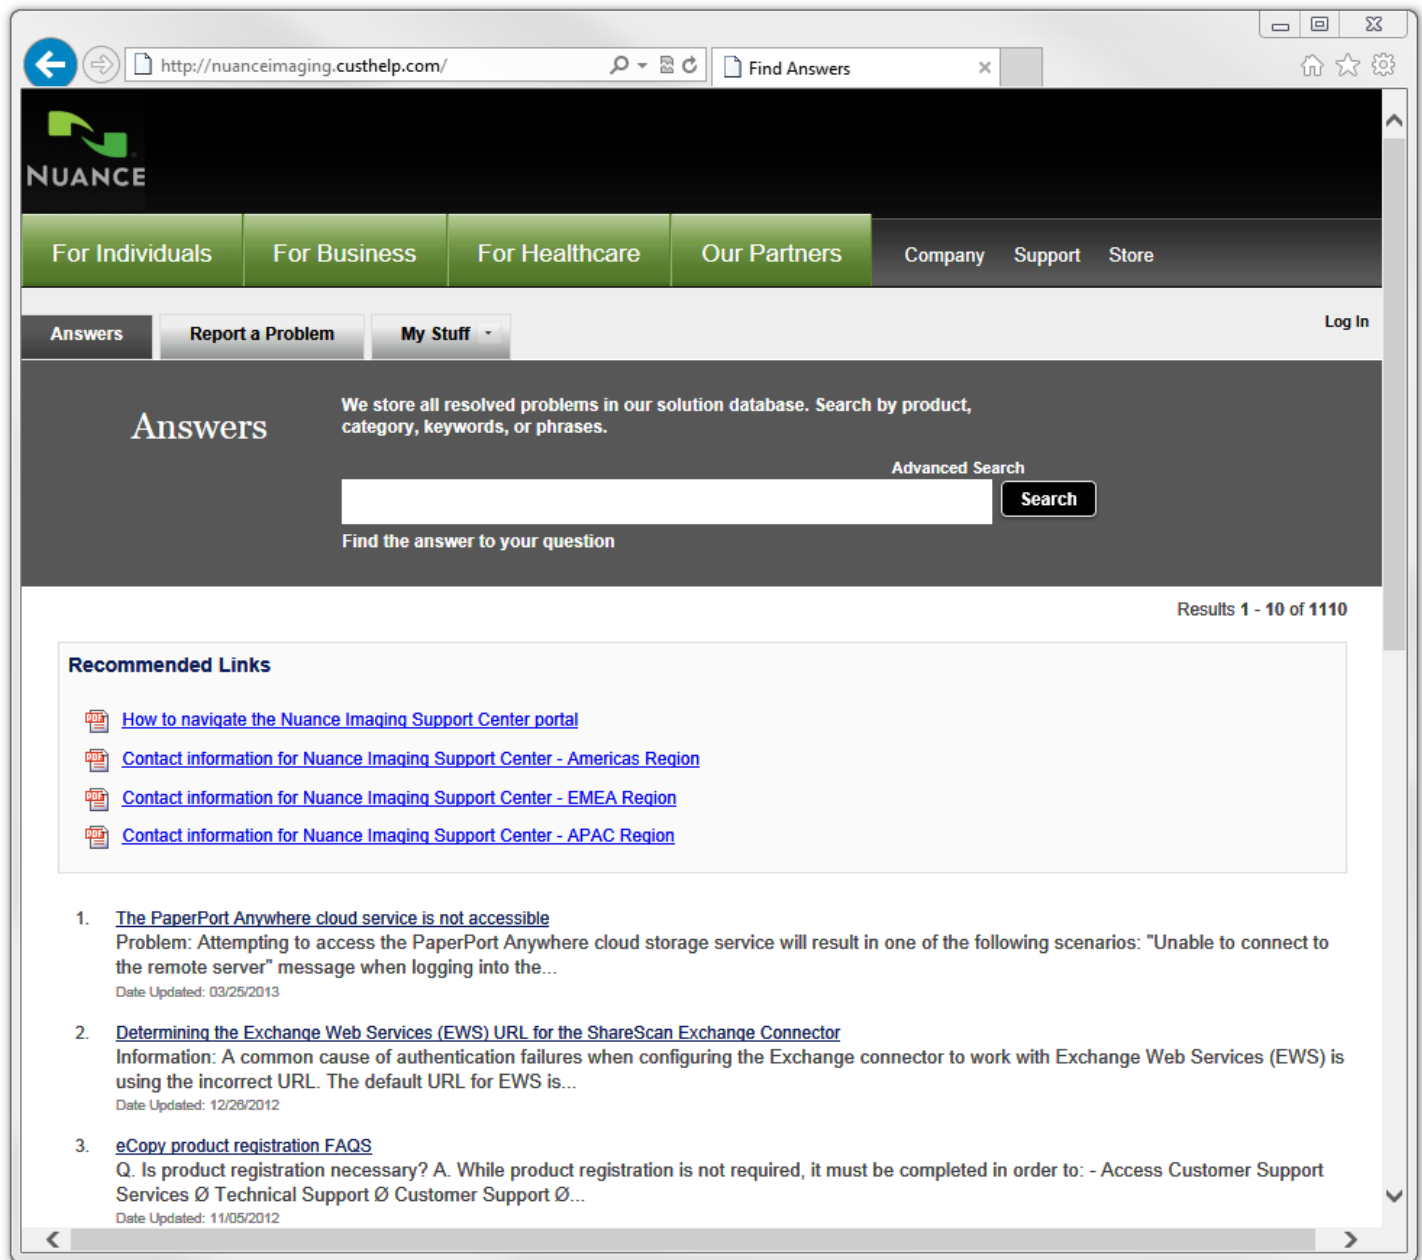 http://nuanceimaging.custhelp.com/
Find Answers
NUANCE
For Individuals For Business For Healthcare Our Partners Company Support Store
Answers Report a Problem My Stuff Log In
Answers
We store all resolved problems in our solution database. Search by product,
category, keywords, or phrases.
Advanced Search
Search
Find the answer to your question
Results 1 - 10 of 1110
Recommended Links
How to navigate the Nuance Imaging Support Center portal
Contact information for Nuance Imaging Support Center - Americas Region
Contact information for Nuance Imaging Support Center - EMEA Region
Contact information for Nuance Imaging Support Center - APAC Region
1. The PaperPort Anywhere cloud service is not accessible
Problem: Attempting to access the PaperPort Anywhere cloud storage service will result in one of the following scenarios: "Unable to connect to
the remote server" message when logging into the...
Date Updated: 03/25/2013
2. Determining the Exchange Web Services (EWS) URL for the ShareScan Exchange Connector
Information: A common cause of authentication failures when configuring the Exchange connector to work with Exchange Web Services (EWS) is
using the incorrect URL. The default URL for EWS is...
Date Updated: 12/26/2012
3. eCopy product registration FAQS
Q. Is product registration necessary? A. While product registration is not required, it must be completed in order to: - Access Customer Support
Services Ø Technical Support Ø Customer Support Ø...
Date Updated: 11/05/2012